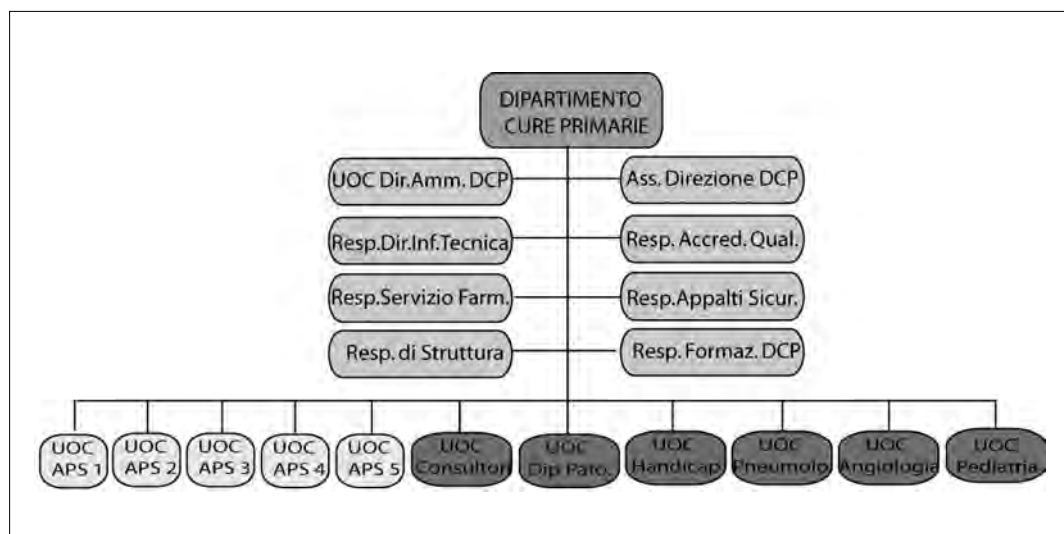 DIPARTIMENTO
CURE PRIMARIE
UOC Dir.Amm. DCP
Ass. Direzione DCP
Resp.Dir.Inf.Tecnica
Resp. Accred. Qual.
Resp.Servizio Farm.
Resp.Appalti Sicur.
Resp. di Struttura
Resp. Formaz. DCP
UOC
APS 1
UOC
APS 2
UOC
APS 3
UOC
APS 4
UOC
APS 5
UOC
Consultori
UOC
Dip Pato.
UOC
Handicap
UOC
Pneumolo.
UOC
Angiologia
UOC
Pediatria